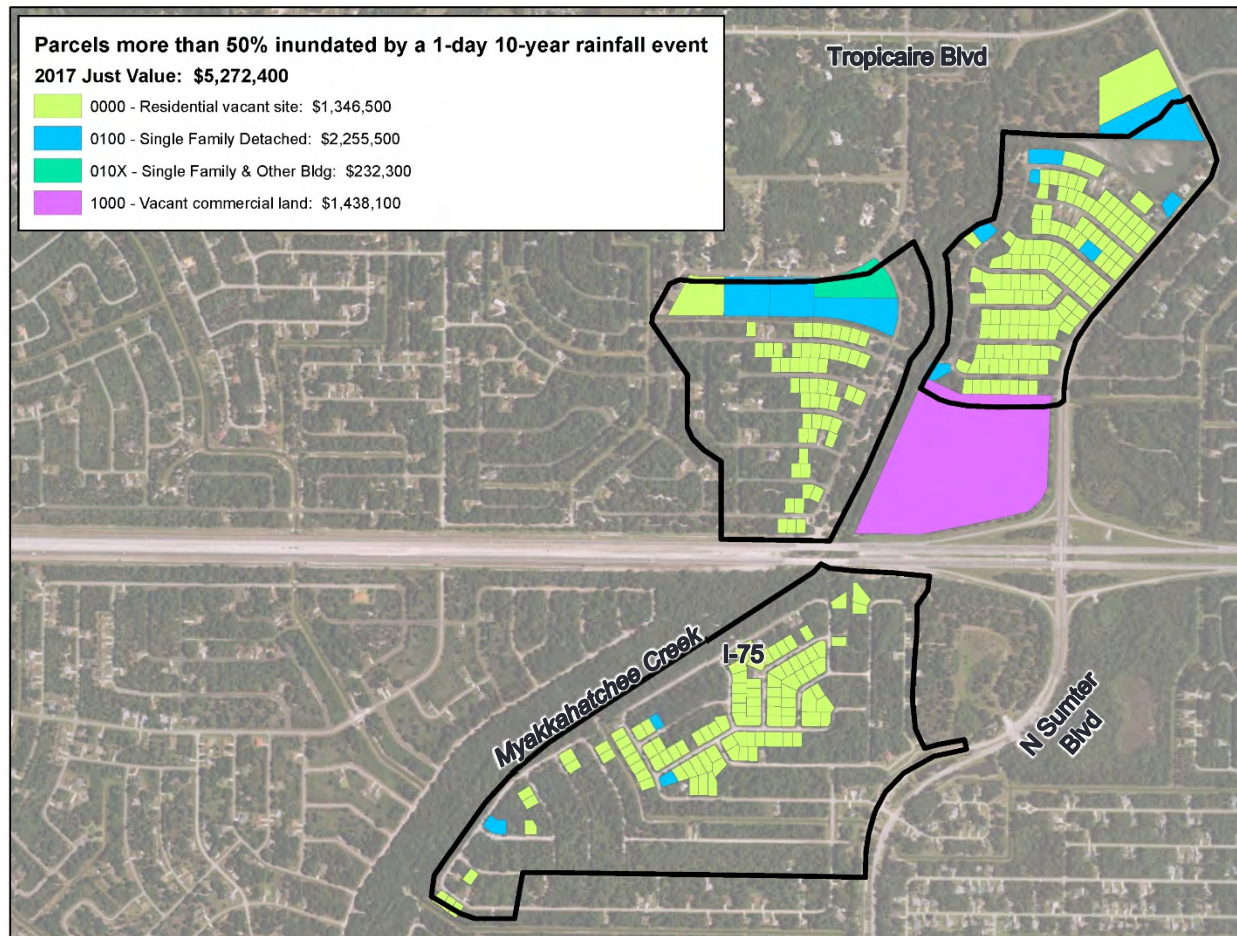 Parcels more than 50% inundated by a 1-day 10-year rainfall event
2017 Just Value: $5,272,400
0000 - Residential vacant site: $1,346,500
0100 - Single Family Detached: $2,255,500
010X - Single Family & Other Bldg: $232,300
1000 - Vacant commercial land: $1,438,100
Tropicaire Blvd
I-75
Myakkahatchee Creek
N Sumter
Blvd